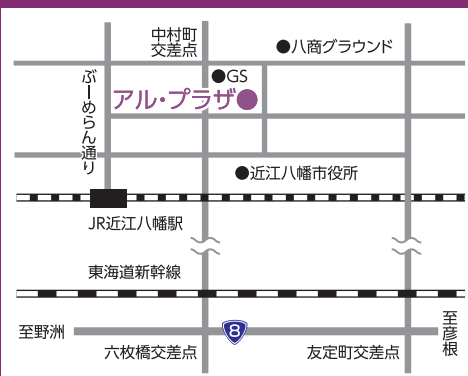 中村町
交差点
●八商グラウンド
●GS
ぶーめらん通り
アル・プラザ●
●近江八幡市役所
JR近江八幡駅
東海道新幹線
至野洲
8
至彦根
六枚橋交差点
友定町交差点